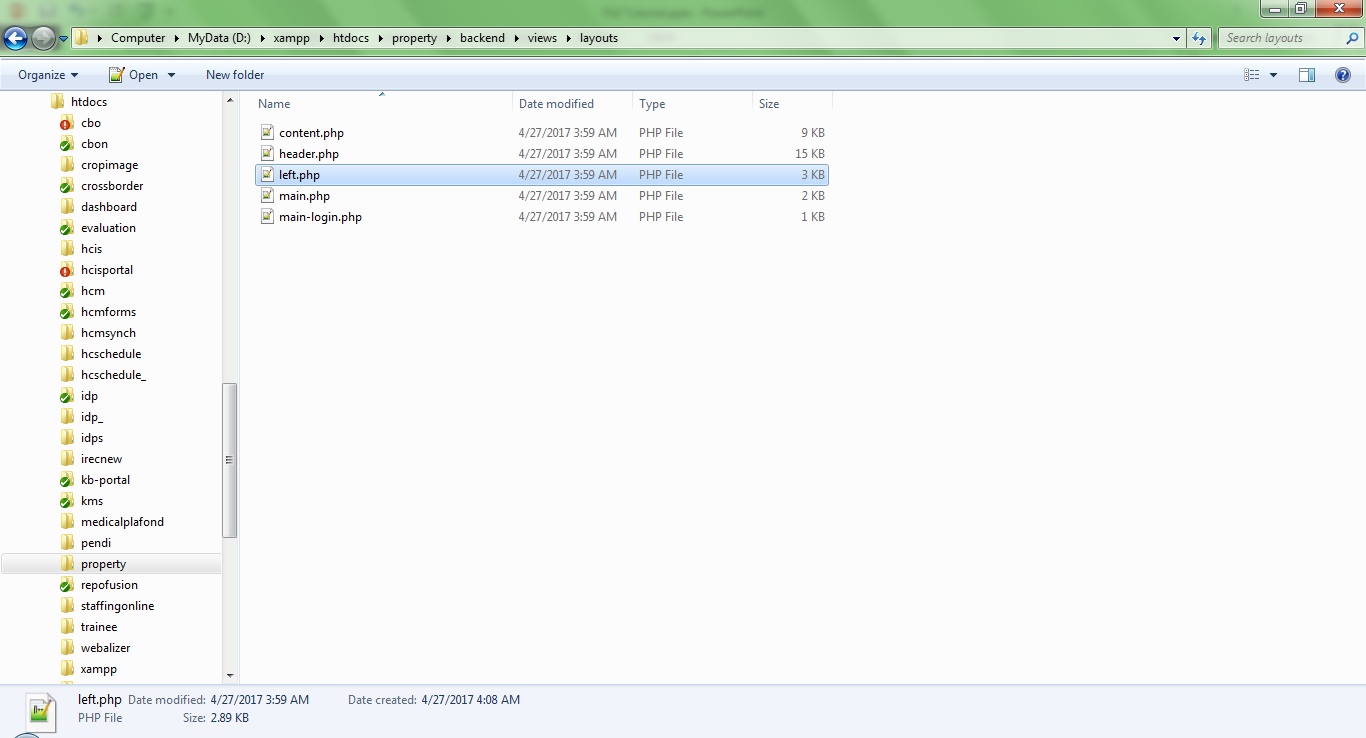 Computer MyData (D:) xampp htdocs property backend views layouts Search layouts
Organize Open New folder
htdocs
cbo
cbon
cropimage
crossborder
dashboard
evaluation
hcis
hcisportal
hcm
hcmforms
hcmsynch
hcschedule
hcschedule_
idp
idp_
idps
irecnew
kb-portal
kms
medicalplafond
pendi
property
repofusion
staffingonline
trainee
webalizer
xampp
Name Date modified Type Size
content.php 4/27/2017 3:59 AM PHP File 9 KB
header.php 4/27/2017 3:59 AM PHP File 15 KB
left.php 4/27/2017 3:59 AM PHP File 3 KB
main.php 4/27/2017 3:59 AM PHP File 2 KB
main-login.php 4/27/2017 3:59 AM PHP File 1 KB
left.php Date modified: 4/27/2017 3:59 AM Date created: 4/27/2017 4:08 AM
PHP File Size: 2.89 KB